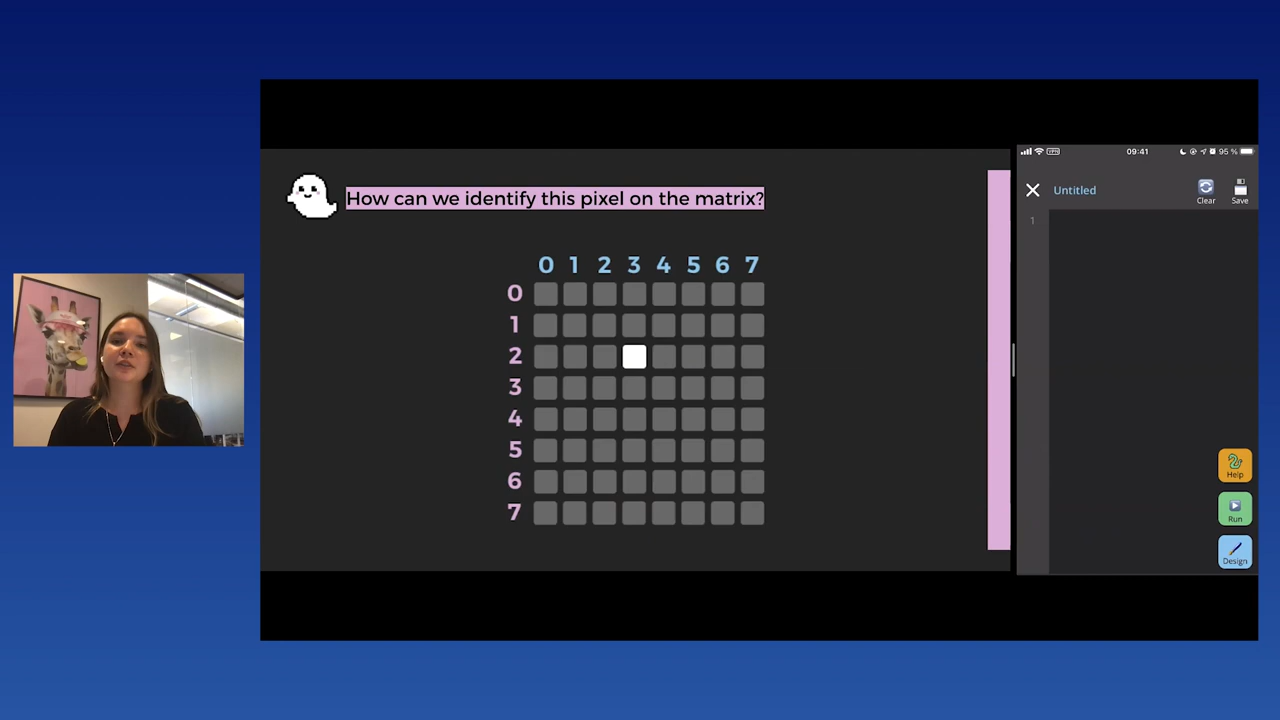 How can we identify this pixel on the matrix?
0 1 2 3 4 5 6 7
0
1
2
3
4
5
6
7
VPN 09:41 95 %
Untitled Clear Save
1
Help
Run
Design